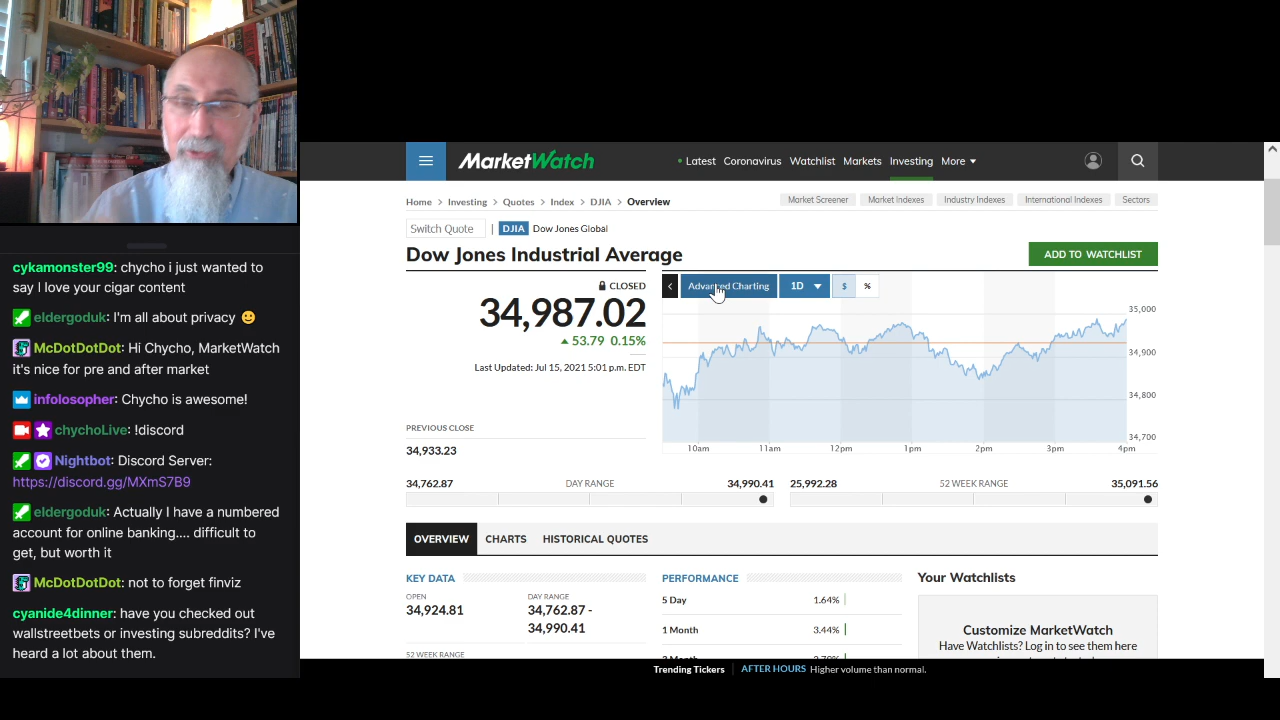 cykamonster99: chycho i just wanted to
say I love your cigar content
eldergoduk: I'm all about privacy
McDotDotDot: Hi Chycho, MarketWatch
it's nice for pre and after market
infolosopher: Chycho is awesome!
chychoLive: !discord
Nightbot: Discord Server:
https://discord.gg/MXmS7B9
eldergoduk: Actually I have a numbered
account for online banking.... difficult to
get, but worth it
McDotDotDot: not to forget finviz
cyanide4dinner: have you checked out
wallstreetbets or investing subreddits? I've
heard a lot about them.
MarketWatch
Latest Coronavirus Watchlist Markets Investing More
Home > Investing > Quotes > Index > DJIA > Overview
Market Screener Market Indexes Industry Indexes International Indexes Sectors
Switch Quote | DJIA Dow Jones Global
Dow Jones Industrial Average
ADD TO WATCHLIST
CLOSED
34,987.02
53.79 0.15%
Last Updated: Jul 15, 2021 5:01 p.m. EDT
PREVIOUS CLOSE
34,933.23
Advanced Charting 1D $ %
35,000
34,900
34,800
34,700
10am 11am 12pm 1pm 2pm 3pm 4pm
34,762.87 DAY RANGE 34,990.41
25,992.28 52 WEEK RANGE 35,091.56
OVERVIEW CHARTS HISTORICAL QUOTES
KEY DATA
OPEN
34,924.81
DAY RANGE
34,762.87 -
34,990.41
52 WEEK RANGE
PERFORMANCE
5 Day 1.64%
1 Month 3.44%
Your Watchlists
Customize MarketWatch
Have Watchlists? Log in to see them here
Trending Tickers | AFTER HOURS Higher volume than normal.